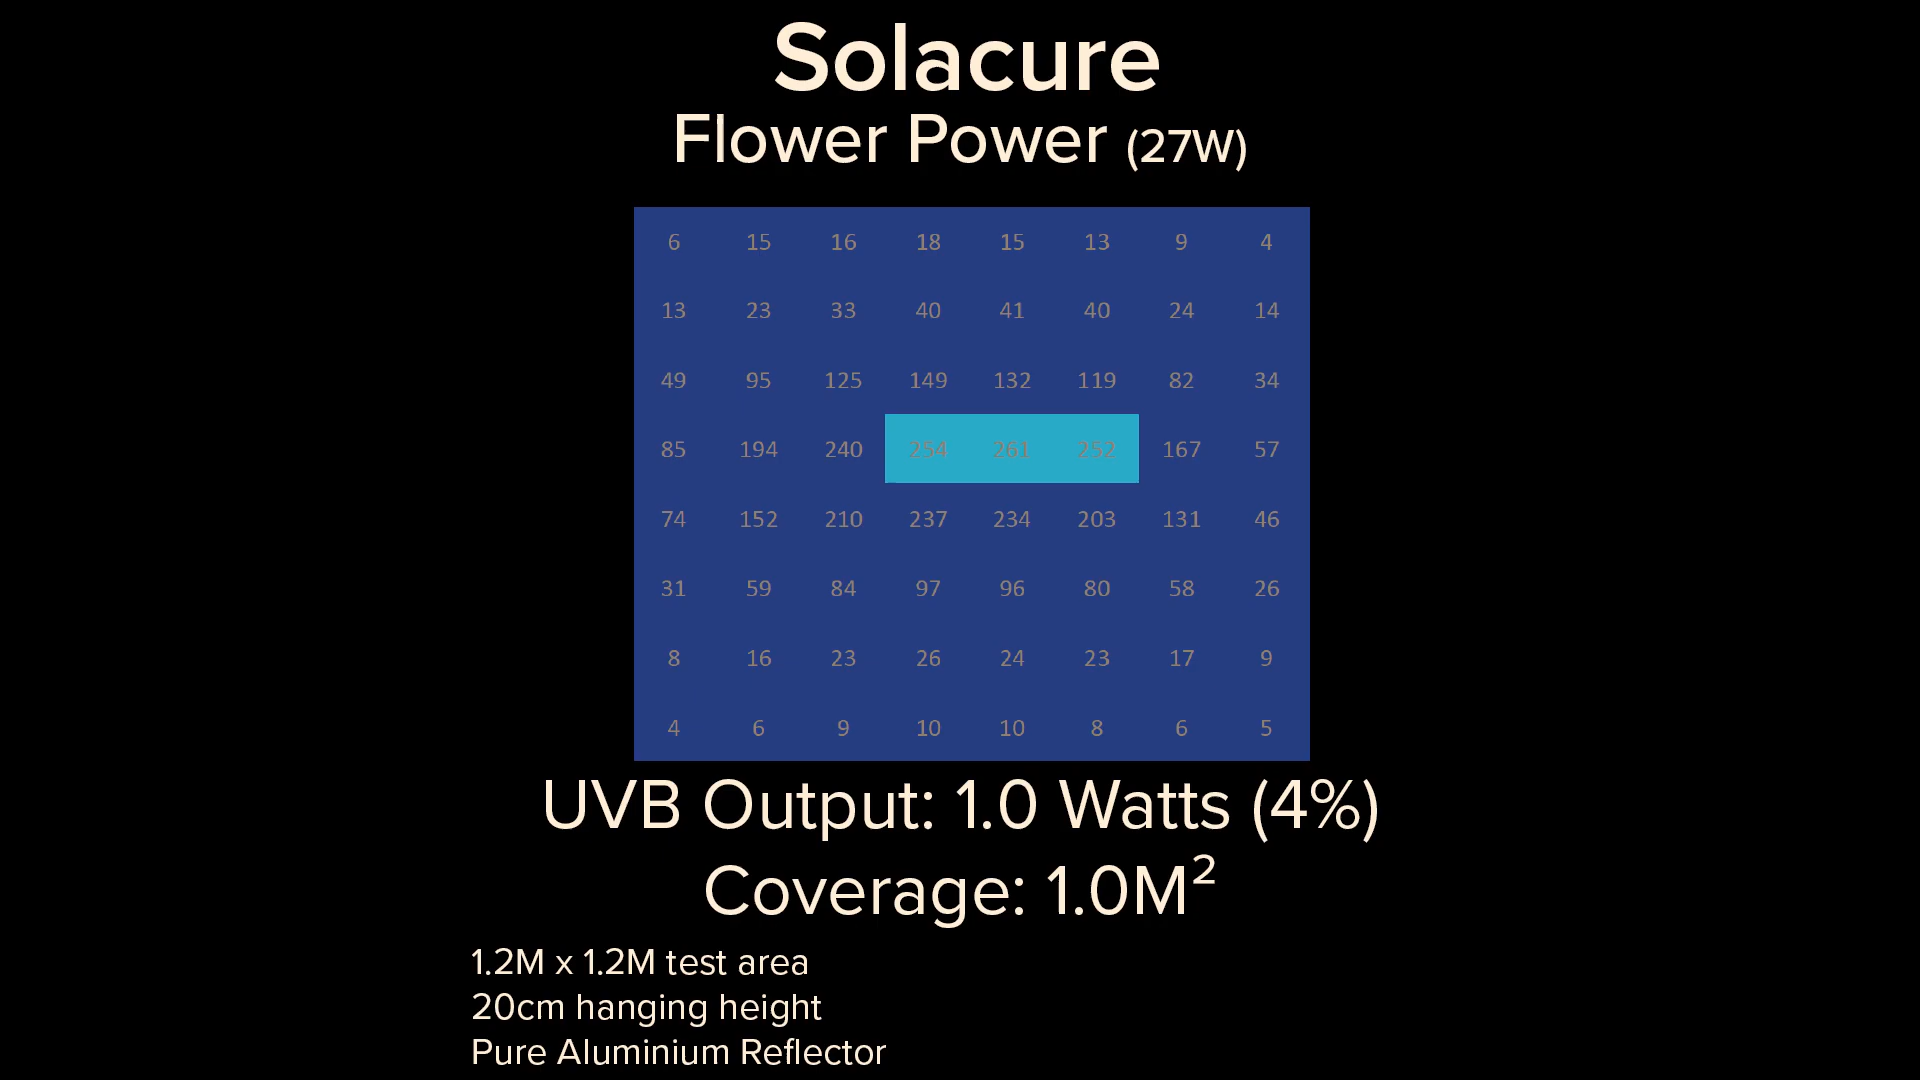 Solacure
Flower Power (27W)
6 15 16 18 15 13 9 4
13 23 33 40 41 40 24 14
49 95 125 149 132 119 82 34
85 194 240 254 261 252 167 57
74 152 210 237 234 203 131 46
31 59 84 97 96 80 58 26
8 16 23 26 24 23 17 9
4 6 9 10 10 8 6 5
UVB Output: 1.0 Watts (4%)
Coverage: 1.0M²
1.2M x 1.2M test area
20cm hanging height
Pure Aluminium Reflector